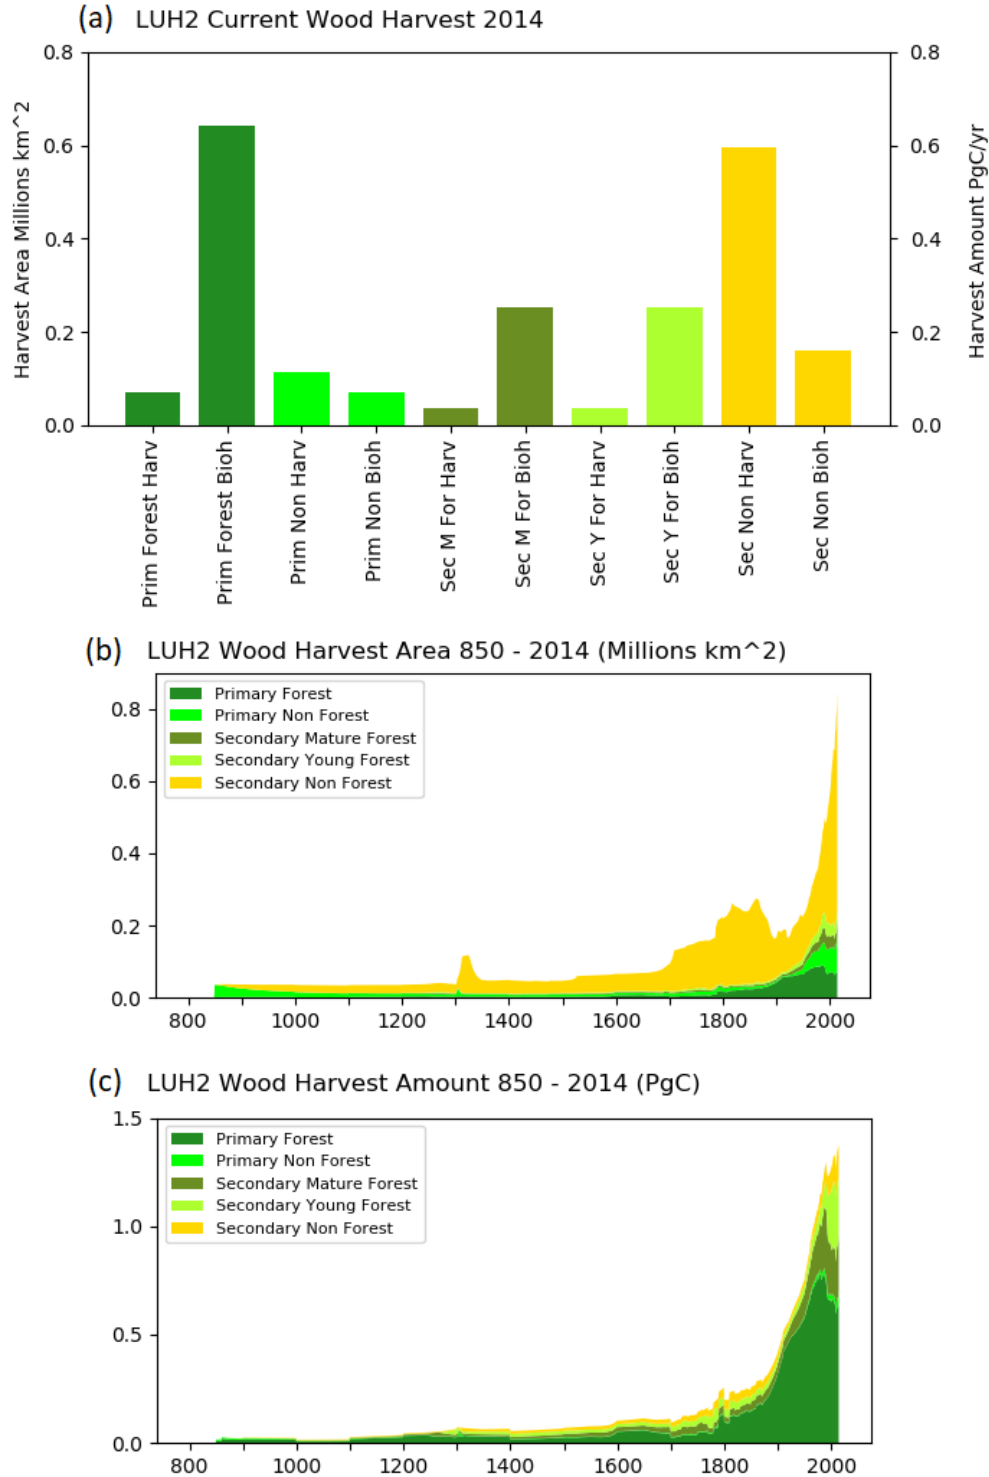 (a) LUH2 Current Wood Harvest 2014
Harvest Area Millions km^2
Harvest Amount PgC/yr
0.8
0.6
0.4
0.2
0.0
0.8
0.6
0.4
0.2
0.0
Prim Forest Harv
Prim Forest Bioh
Prim Non Harv
Prim Non Bioh
Sec M For Harv
Sec M For Bioh
Sec Y For Harv
Sec Y For Bioh
Sec Non Harv
Sec Non Bioh
(b) LUH2 Wood Harvest Area 850 - 2014 (Millions km^2)
Primary Forest
Primary Non Forest
Secondary Mature Forest
Secondary Young Forest
Secondary Non Forest
0.8
0.6
0.4
0.2
0.0
800 1000 1200 1400 1600 1800 2000
(c) LUH2 Wood Harvest Amount 850 - 2014 (PgC)
Primary Forest
Primary Non Forest
Secondary Mature Forest
Secondary Young Forest
Secondary Non Forest
1.5
1.0
0.5
0.0
800 1000 1200 1400 1600 1800 2000